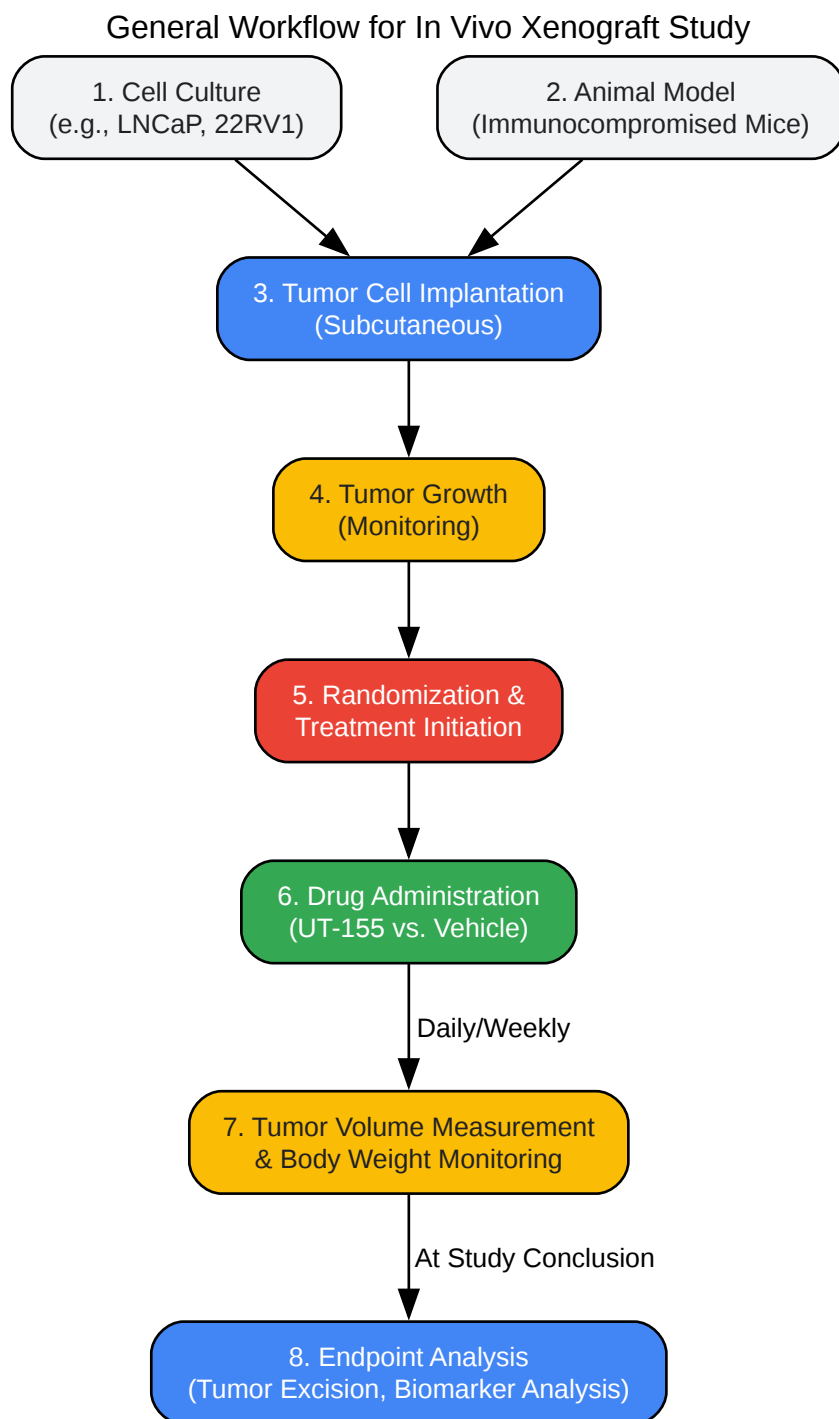 General Workflow for In Vivo Xenograft Study
1. Cell Culture
(e.g., LNCaP, 22RV1)
2. Animal Model
(Immunocompromised Mice)
3. Tumor Cell Implantation
(Subcutaneous)
4. Tumor Growth
(Monitoring)
5. Randomization &
Treatment Initiation
6. Drug Administration
(UT-155 vs. Vehicle)
Daily/Weekly
7. Tumor Volume Measurement
& Body Weight Monitoring
At Study Conclusion
8. Endpoint Analysis
(Tumor Excision, Biomarker Analysis)